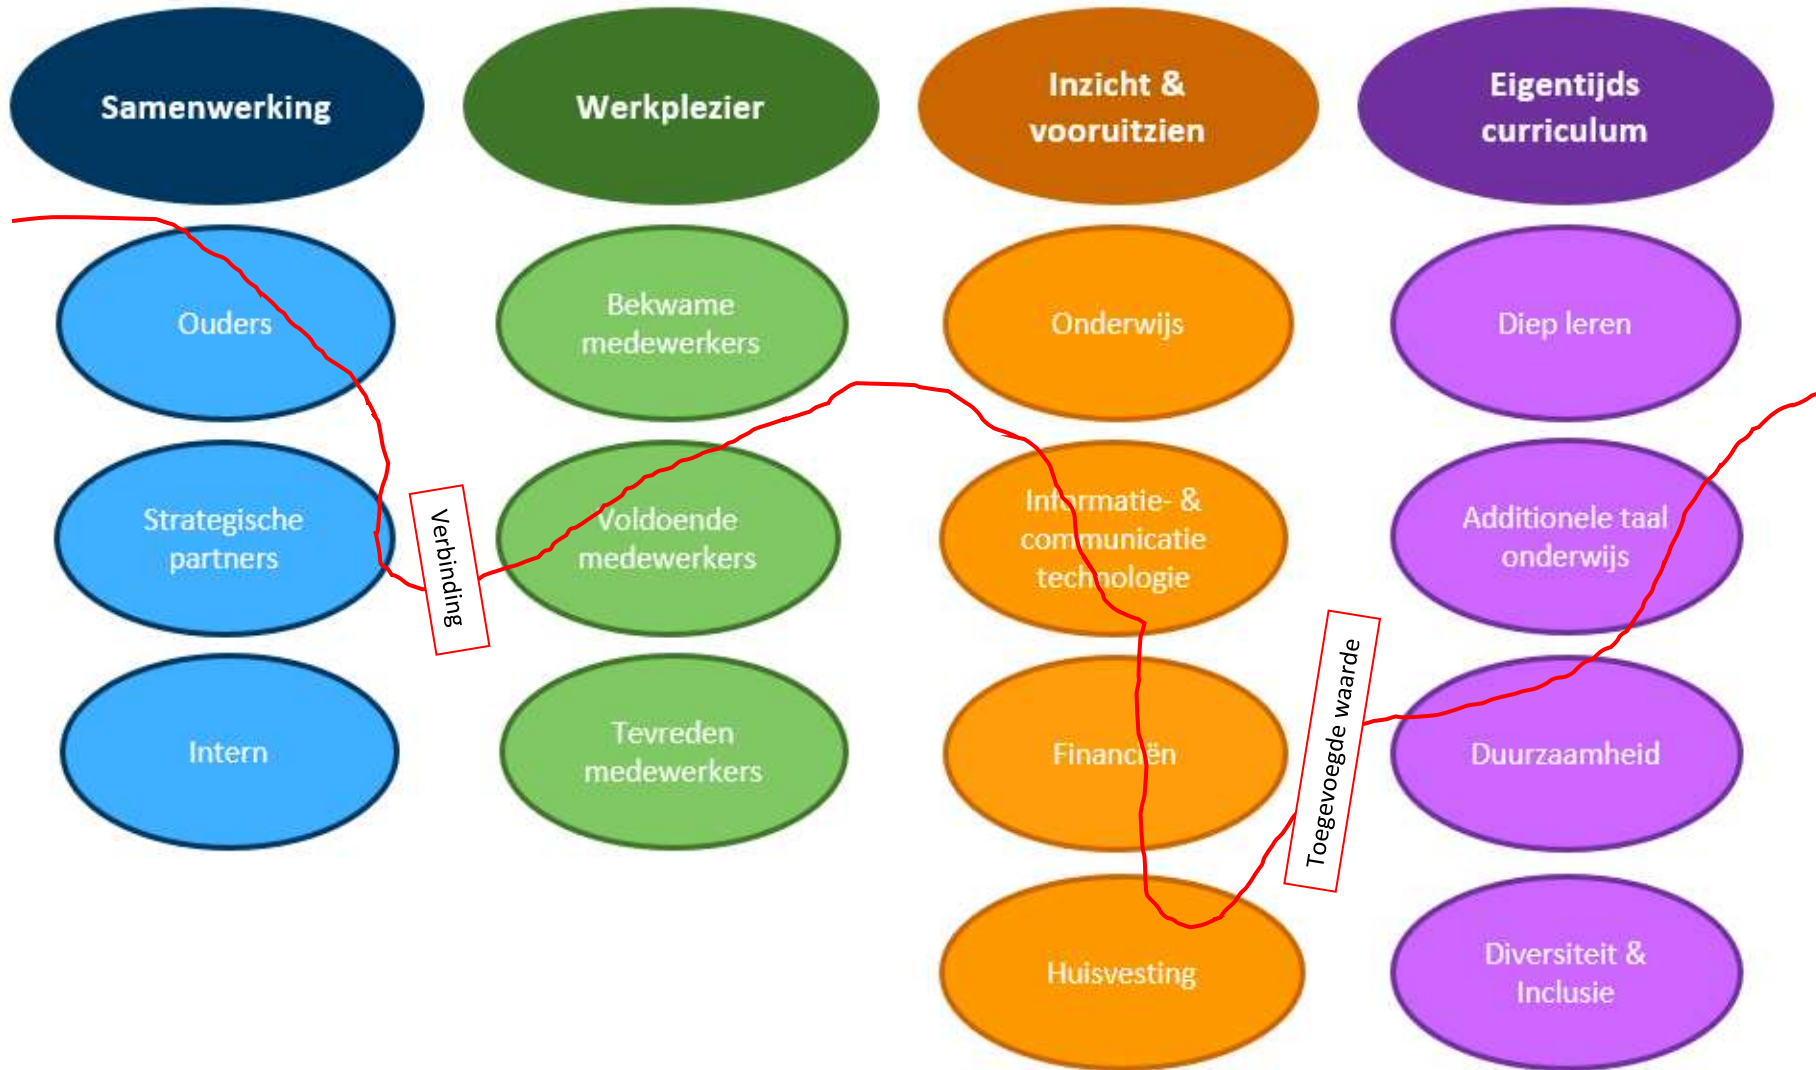 Samenwerking
Werkplezier
Inzicht &
vooruitzien
Eigentijds
curriculum
Ouders
Bekwame
medewerkers
Onderwijs
Diep leren
Strategische
partners
Verbinding
Voldoende
medewerkers
Informatie- &
communicatie
technologie
Additionele taal
onderwijs
Intern
Tevreden
medewerkers
Financiën
Toegevoegde waarde
Duurzaamheid
Huisvesting
Diversiteit &
Inclusie